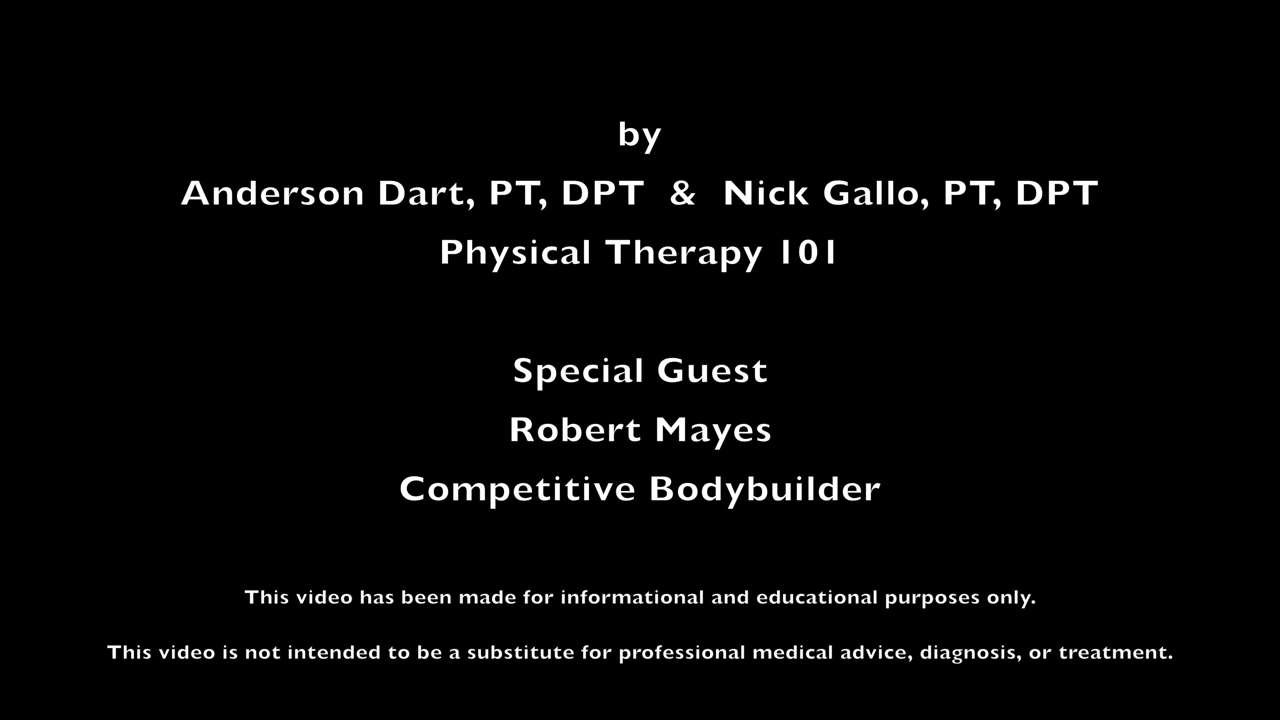 by
Anderson Dart, PT, DPT & Nick Gallo, PT, DPT
Physical Therapy 101
Special Guest
Robert Mayes
Competitive Bodybuilder
This video has been made for informational and educational purposes only.
This video is not intended to be a substitute for professional medical advice, diagnosis, or treatment.